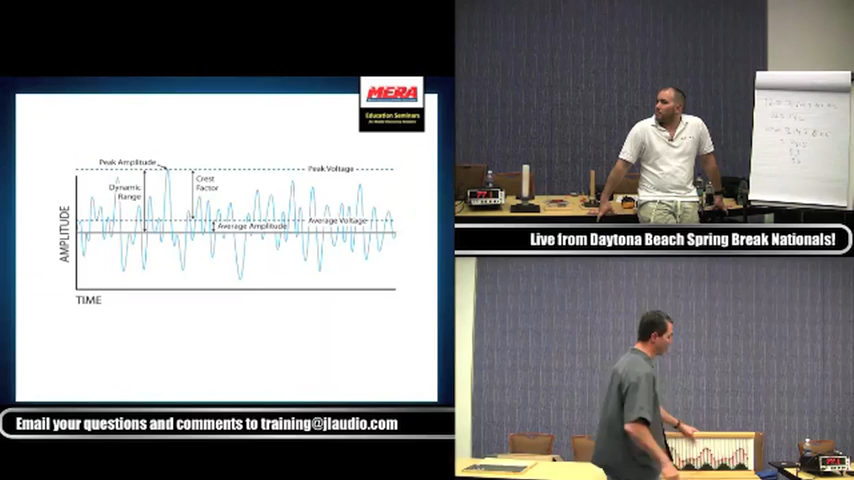 MERA
Education Seminars
Peak Amplitude
Peak Voltage
Dynamic
Range
Crest
Factor
Average Voltage
Average Amplitude
AMPLITUDE
TIME
Live from Daytona Beach Spring Break Nationals!
Email your questions and comments to training@jlaudio.com